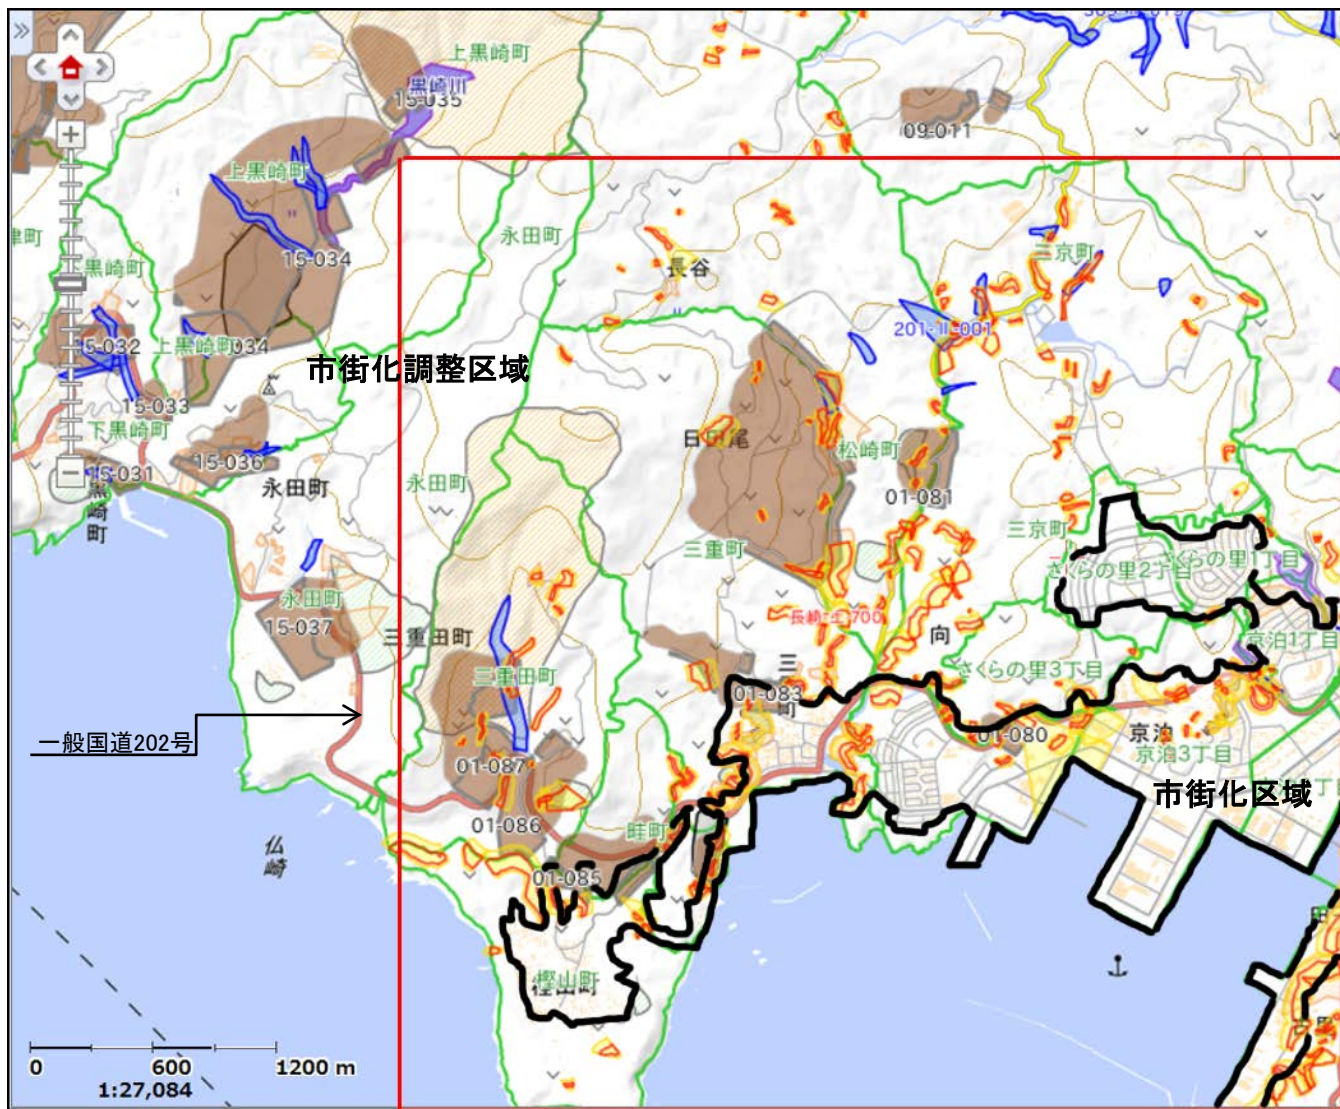 上黒崎町
黒崎川
15-035
09-011
上黒崎町
永田町
三京町
長谷
15-034
津町
下黒崎町
201-Ⅱ-001
上黒崎町
市街化調整区域
15-033
下黒崎町
日田尾
松崎町
15-036
15-031
永田町
永田町
01-081
黒崎町
三京町
三重町
さくらの里1丁目
さくらの里2丁目
永田町
15-037
長崎-土-700
三重田町
向
京泊1丁目
三重田町
さくらの里3丁目
01-083
町
一般国道202号
01-080
京泊
京泊3丁目
01-087
市街化区域
01-086
畦町
仏崎
01-085
樫山町
0
600
1200 m
1:27,084